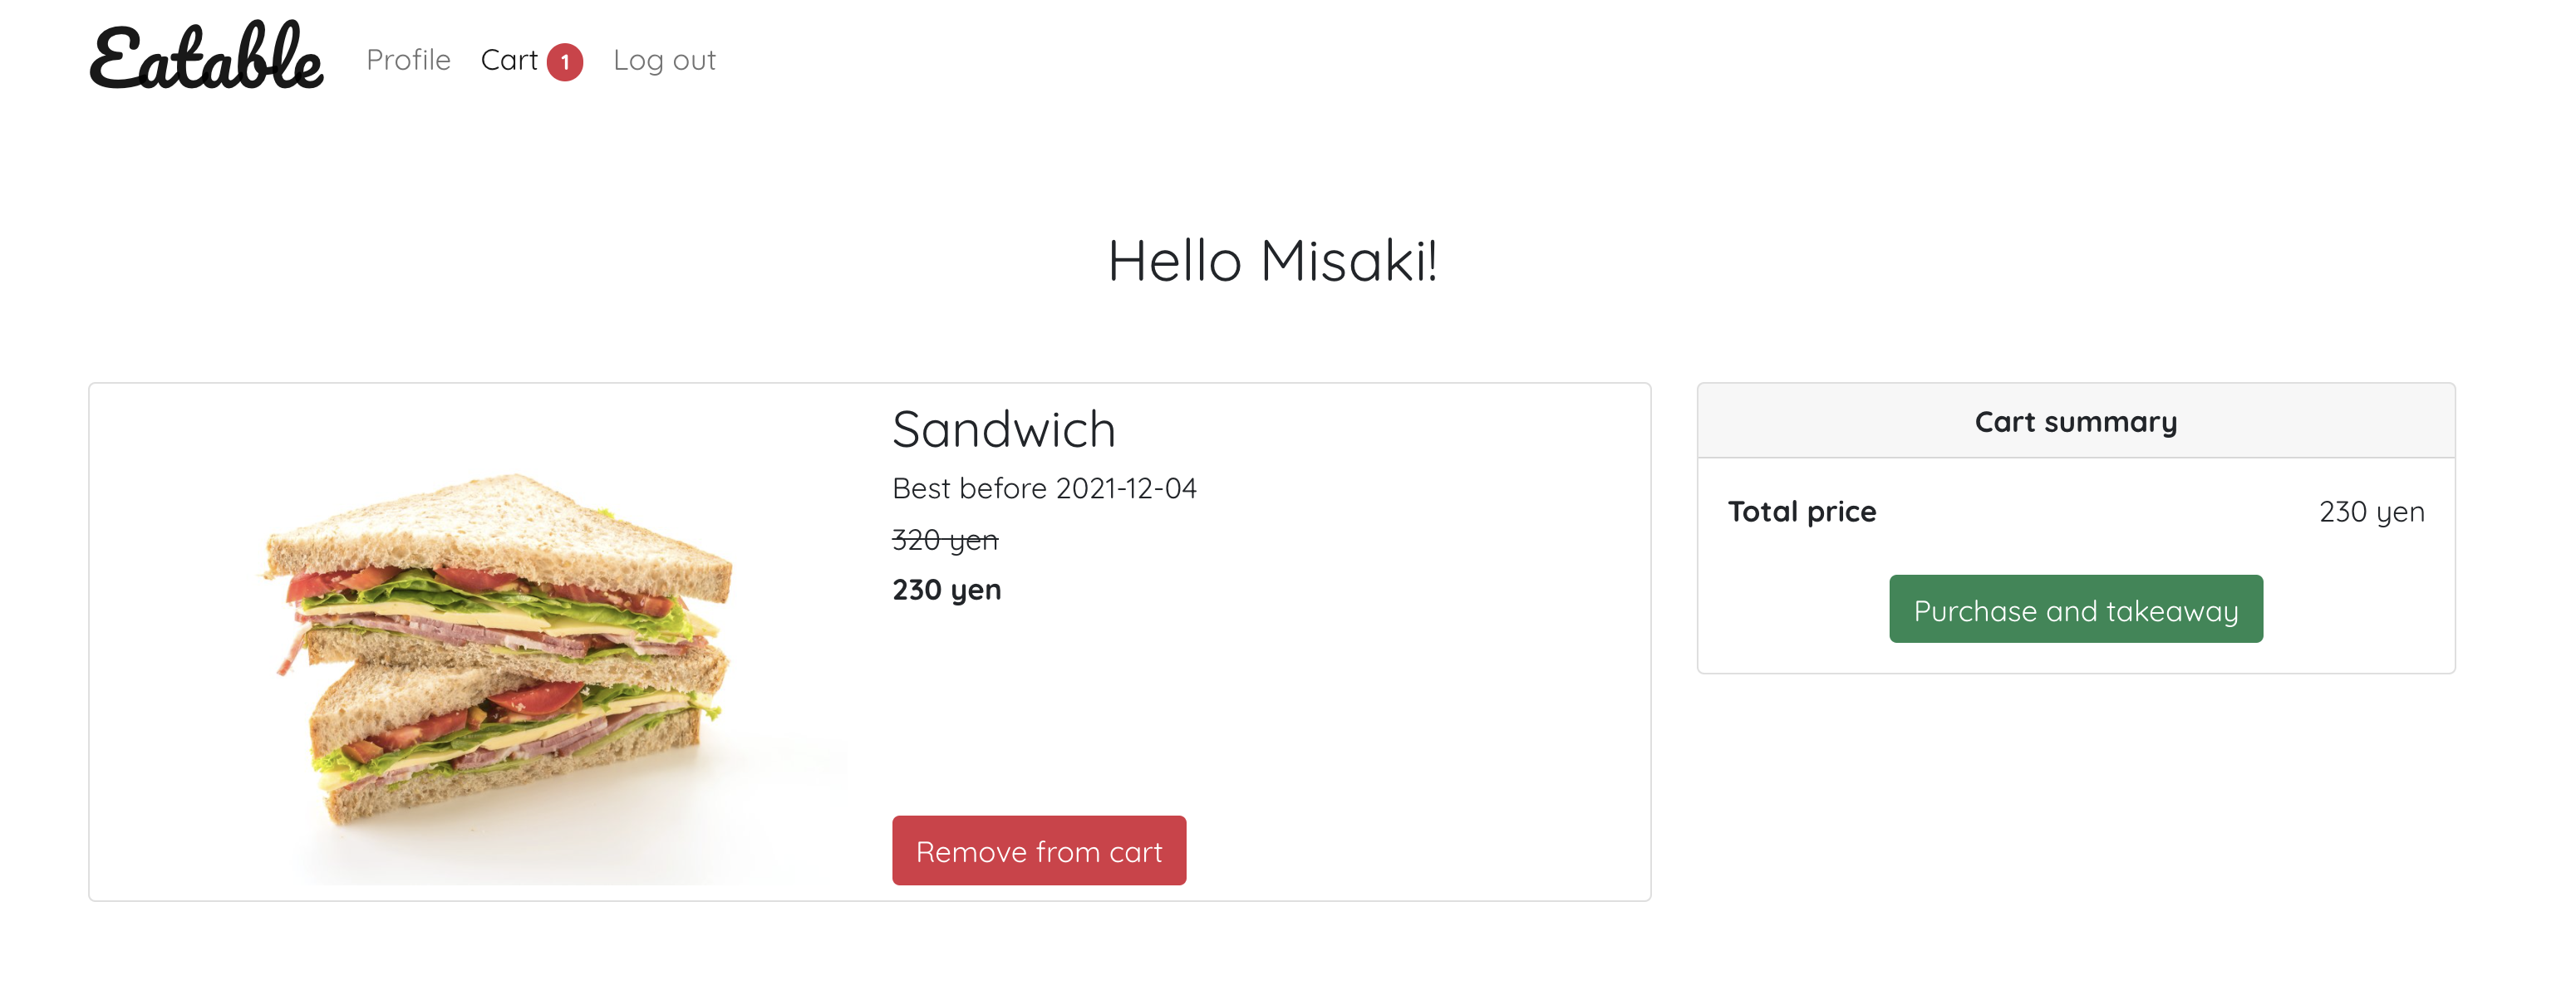 Eatable Profile Cart 1 Log out
Hello Misaki!
Sandwich
Best before 2021-12-04
320 yen
230 yen
Remove from cart
Cart summary
Total price 230 yen
Purchase and takeaway